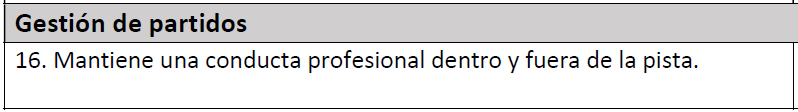 Gestión de partidos
16. Mantiene una conducta profesional dentro y fuera de la pista.